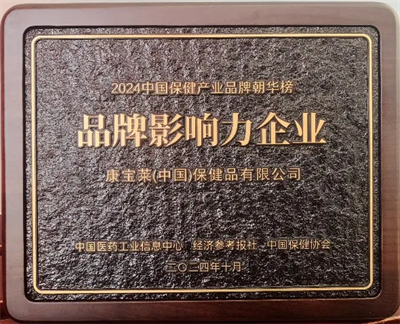 2024中国保健产业品牌朝华榜
品牌影响力企业
康宝莱(中国)保健品有限公司
中国医药工业信息中心 经济参考报社 中国保健协会
二〇二四年十月